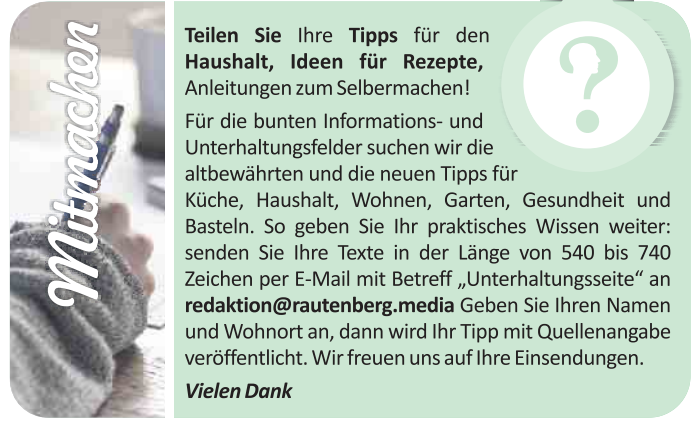 Mitmachen
Teilen Sie Ihre Tipps für den
Haushalt, Ideen für Rezepte,
Anleitungen zum Selbermachen!
Für die bunten Informations- und
Unterhaltungsfelder suchen wir die
altbewährten und die neuen Tipps für
Küche, Haushalt, Wohnen, Garten, Gesundheit und
Basteln. So geben Sie Ihr praktisches Wissen weiter:
senden Sie Ihre Texte in der Länge von 540 bis 740
Zeichen per E-Mail mit Betreff „Unterhaltungsseite“ an
redaktion@rautenberg.media Geben Sie Ihren Namen
und Wohnort an, dann wird Ihr Tipp mit Quellenangabe
veröffentlicht. Wir freuen uns auf Ihre Einsendungen.
Vielen Dank
?